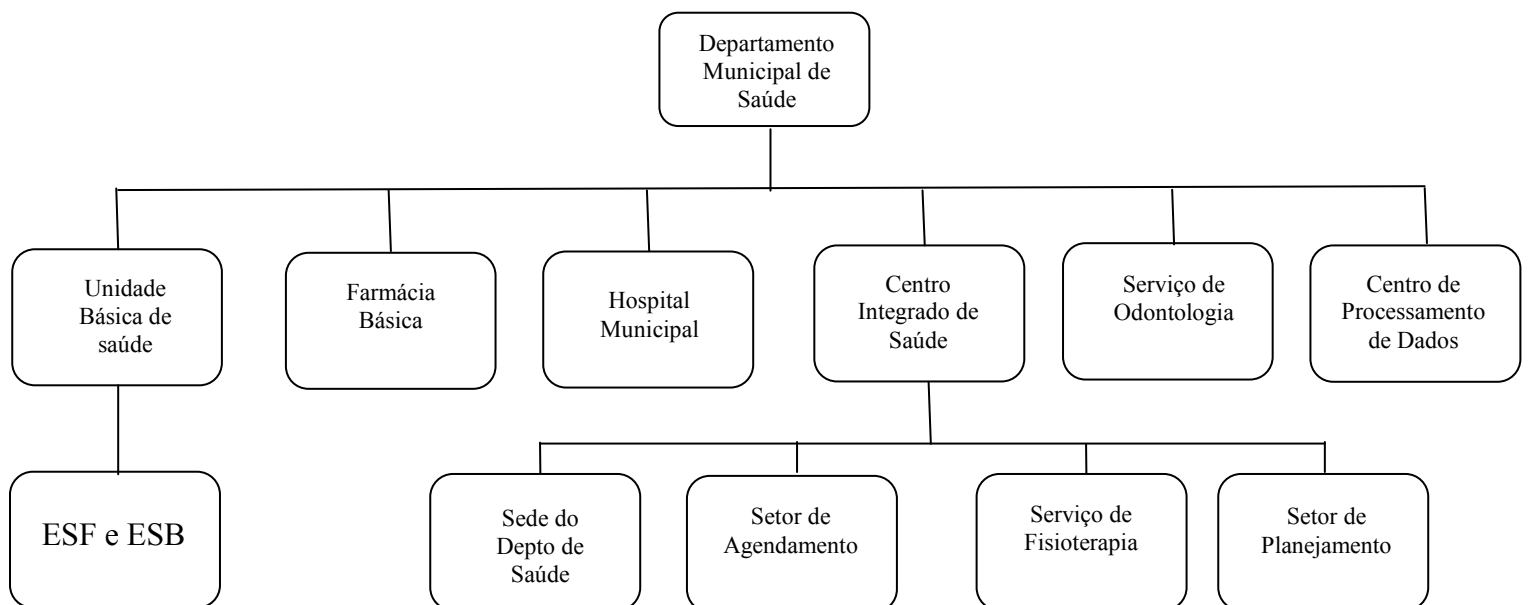 Departamento
Municipal de
Saúde
Unidade
Básica de
saúde
Farmácia
Básica
Hospital
Municipal
Centro
Integrado de
Saúde
Serviço de
Odontologia
Centro de
Processamento
de Dados
ESF e ESB
Sede do
Depto de
Saúde
Setor de
Agendamento
Serviço de
Fisioterapia
Setor de
Planejamento